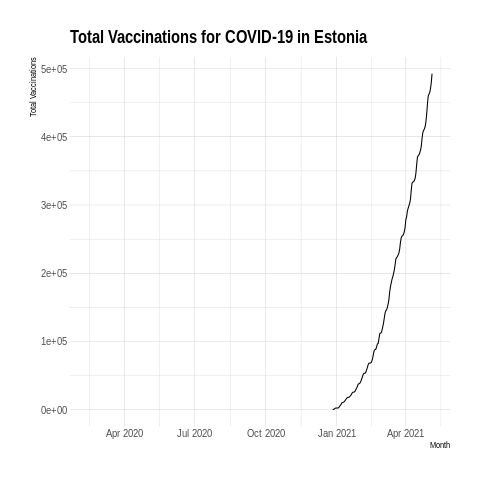 Total Vaccinations for COVID-19 in Estonia
Total Vaccinations
5e+05
4e+05
3e+05
2e+05
1e+05
0e+00
Apr 2020 Jul 2020 Oct 2020 Jan 2021 Apr 2021
Month